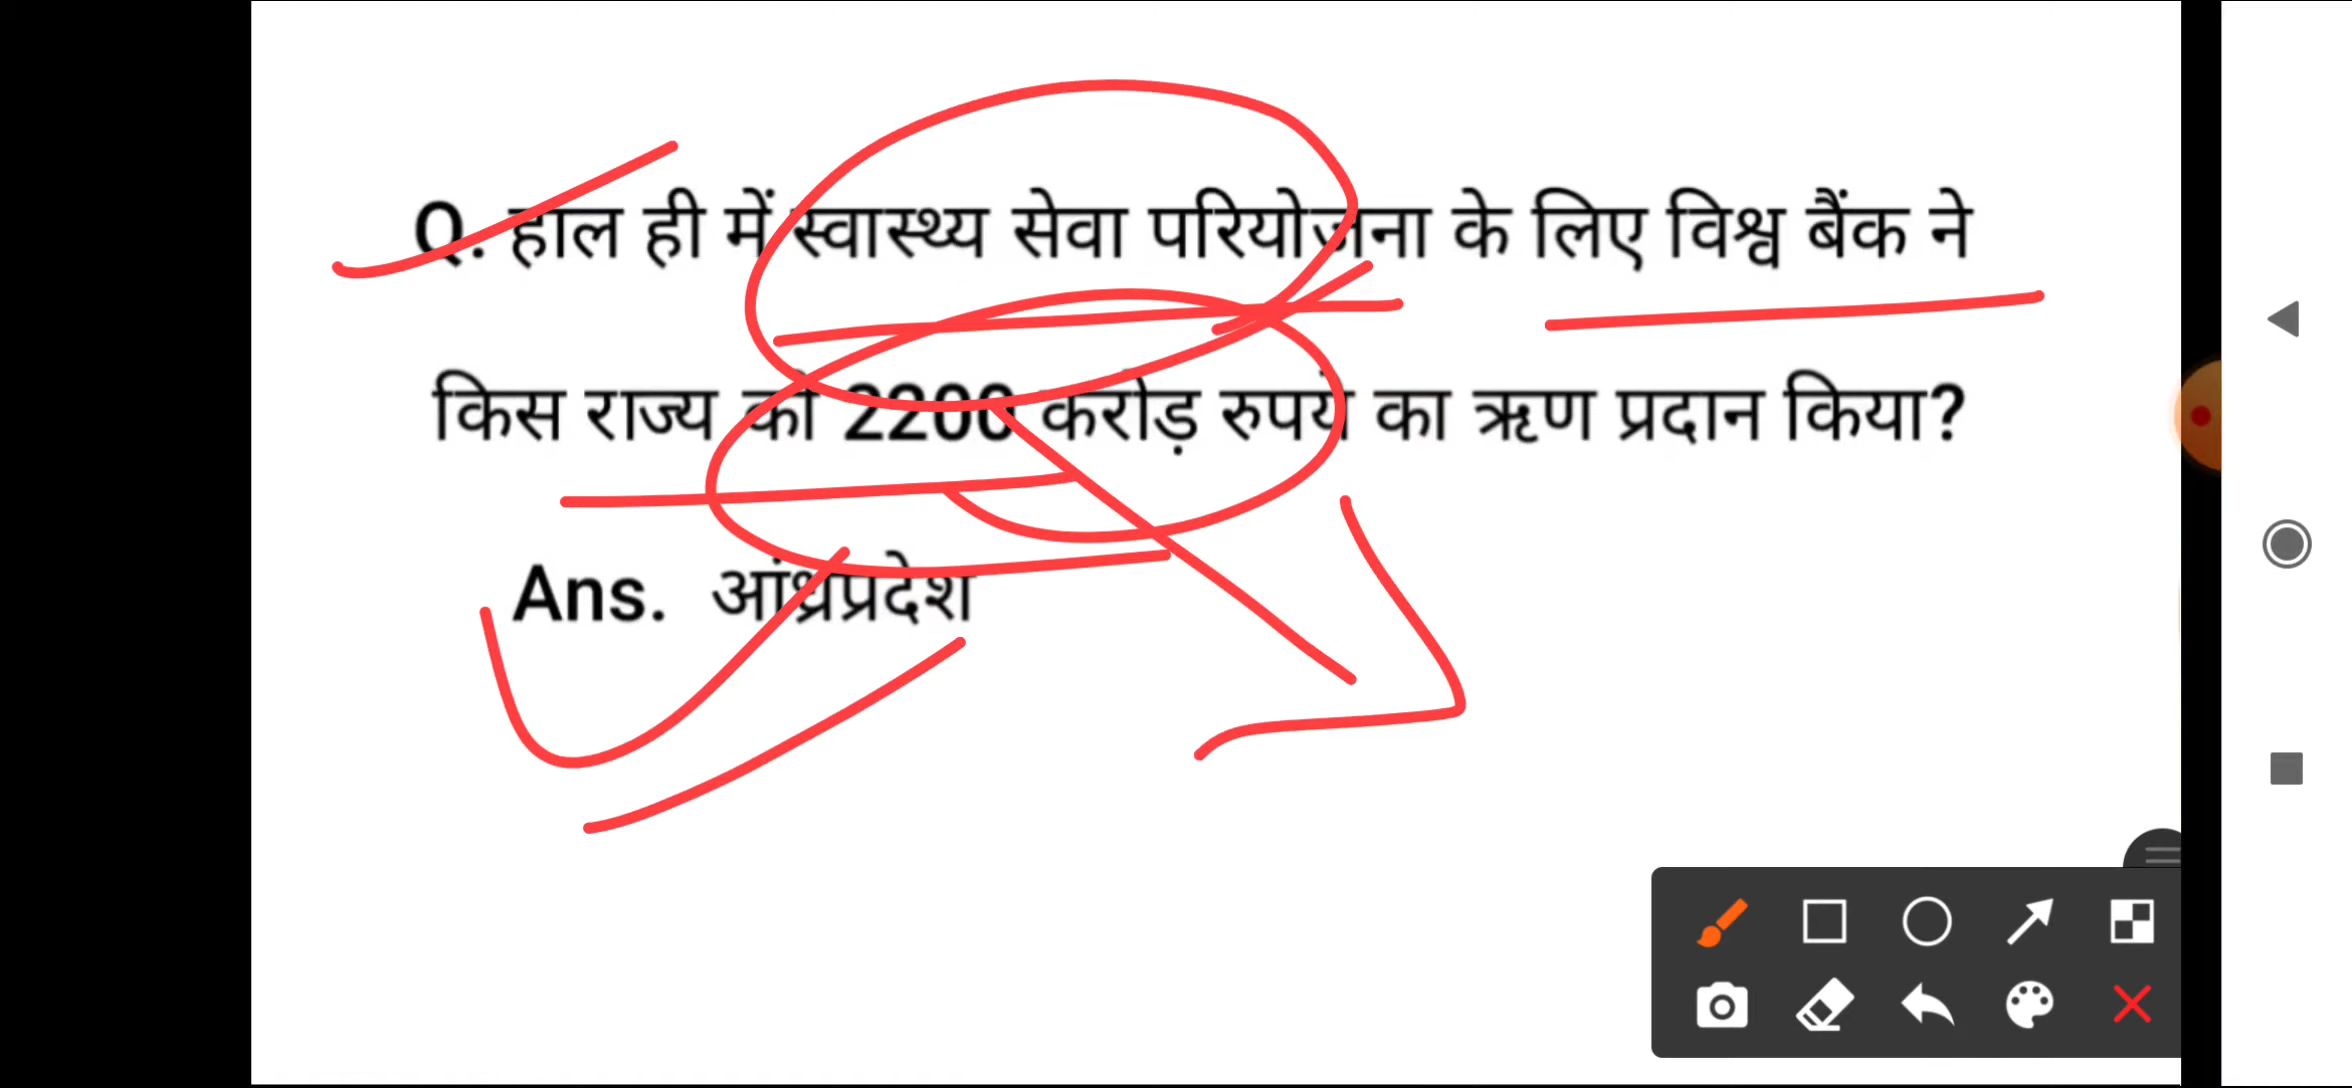 Q. हाल ही में स्वास्थ्य सेवा परियोजना के लिए विश्व बैंक ने
किस राज्य को 2200 करोड़ रुपये का ऋण प्रदान किया?
Ans. आंध्रप्रदेश